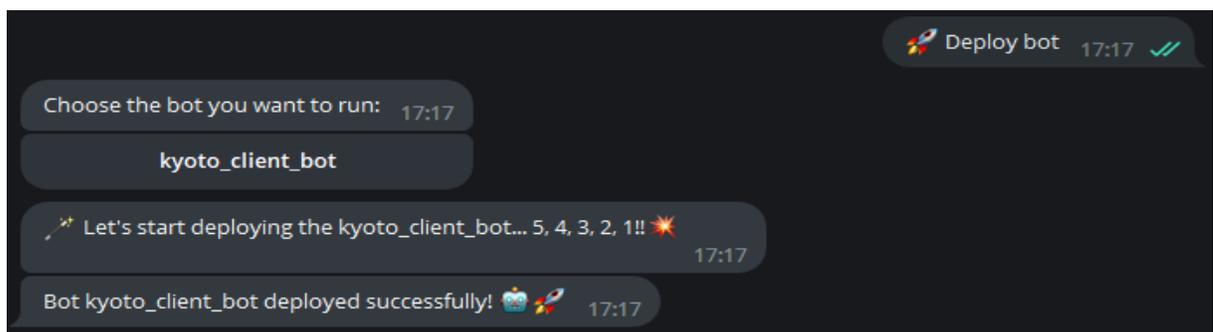 🚀 Deploy bot 17:17
Choose the bot you want to run: 17:17
kyoto_client_bot
🪄 Let's start deploying the kyoto_client_bot... 5, 4, 3, 2, 1!! 💥
17:17
Bot kyoto_client_bot deployed successfully! 🤖🚀 17:17